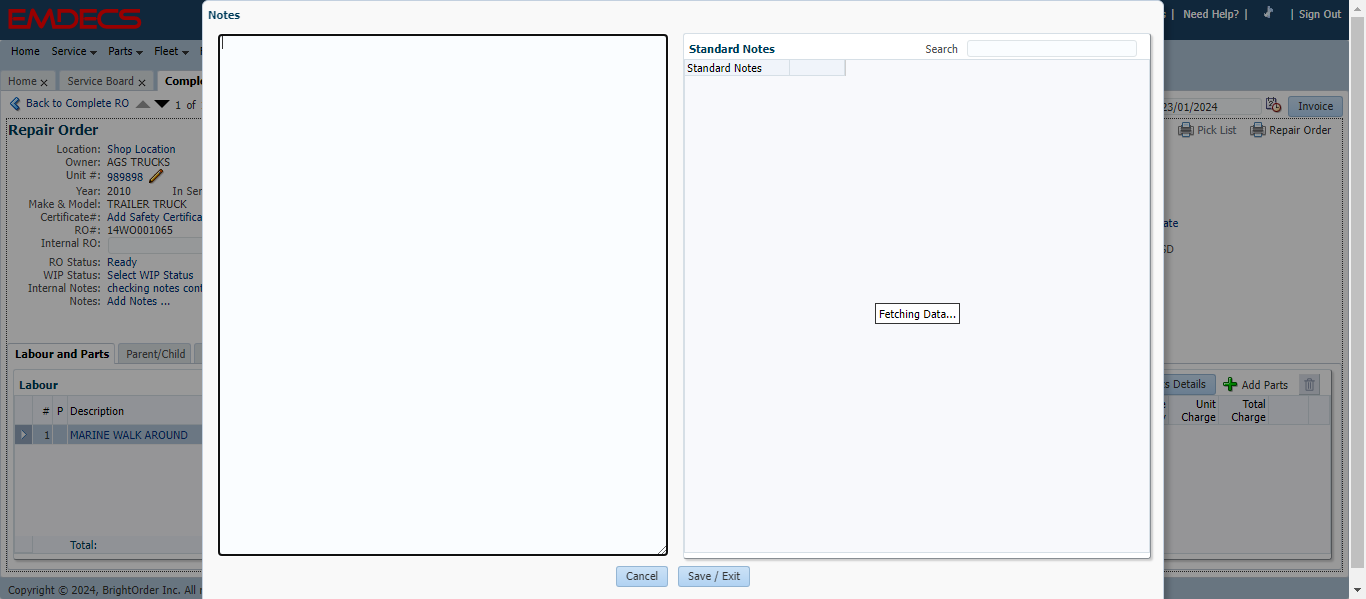 EMDECS
Need Help? | | Sign Out
Home Service Parts Fleet
Home x Service Board x
Back to Complete RO 1 of
23/01/2024 Invoice
Repair Order
Pick List Repair Order
Location: Shop Location
Owner: AGS TRUCKS
Unit #: 989898
Year: 2010 In Ser
Make & Model: TRAILER TRUCK
Certificate#: Add Safety Certifica
RO#: 14WO001065
Internal RO:
RO Status: Ready
WIP Status: Select WIP Status
Internal Notes: checking notes cont
Notes: Add Notes ...
Labour and Parts Parent/Child
Labour
# P Description
1 MARINE WALK AROUND
Total:
Copyright © 2024, BrightOrder Inc. All
Notes
Standard Notes Search
Standard Notes
Fetching Data...
Cancel Save / Exit
s Details Add Parts
Unit Total
Charge Charge